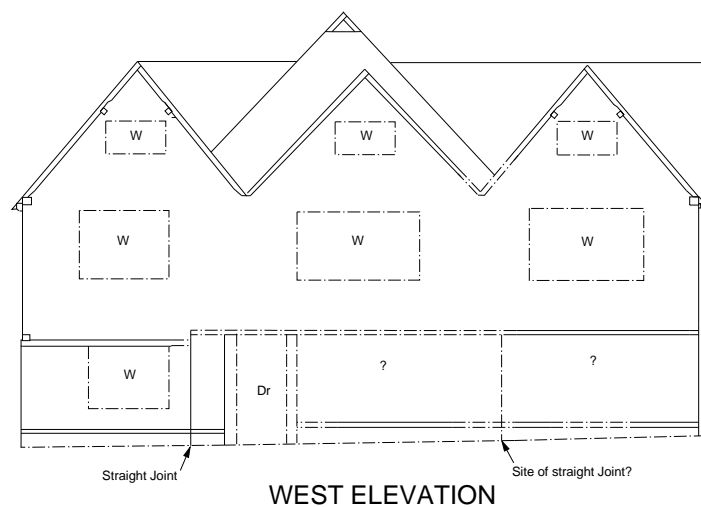 W
W
W
W
W
W
W
?
?
Dr
Straight Joint
Site of straight Joint?
WEST ELEVATION